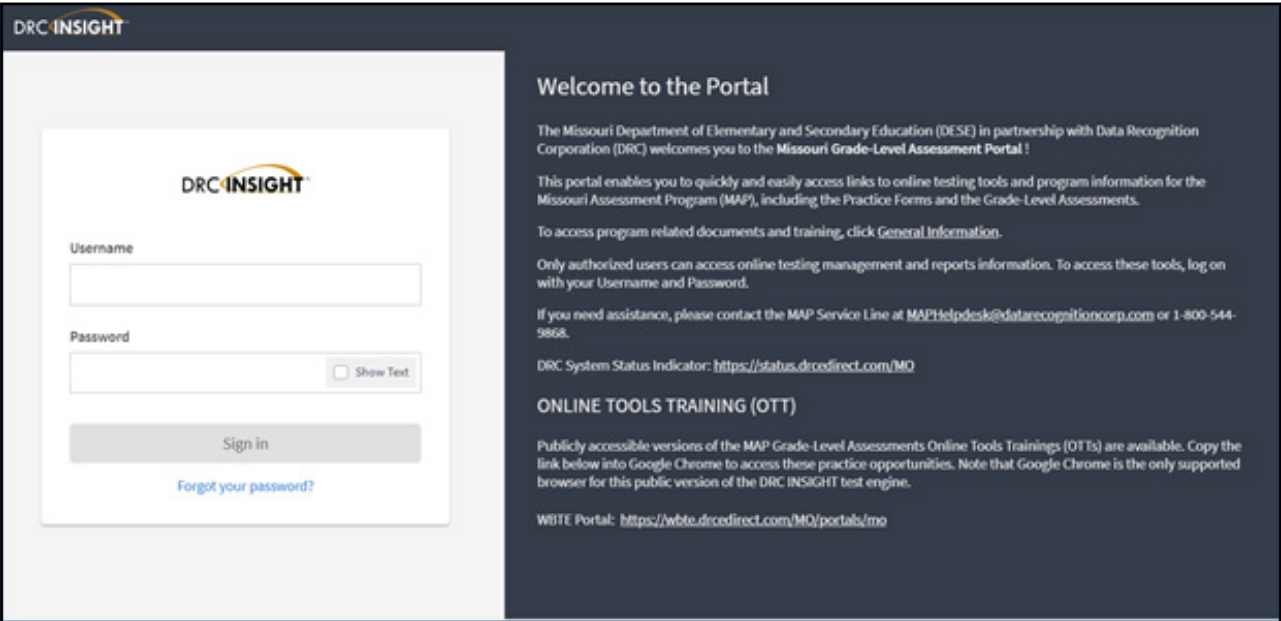 DRC INSIGHT
DRC INSIGHT
Username
Password
Show Text
Sign in
Forgot your password?
Welcome to the Portal
The Missouri Department of Elementary and Secondary Education (DESE) in partnership with Data Recognition
Corporation (DRC) welcomes you to the Missouri Grade-Level Assessment Portal !
This portal enables you to quickly and easily access links to online testing tools and program information for the
Missouri Assessment Program (MAP), including the Practice Forms and the Grade-Level Assessments.
To access program related documents and training, click General Information.
Only authorized users can access online testing management and reports information. To access these tools, log on
with your Username and Password.
If you need assistance, please contact the MAP Service Line at MAPHelpdesk@datarecognitioncorp.com or 1-800-544-
9868.
DRC System Status Indicator: https://status.drcedirect.com/MO
ONLINE TOOLS TRAINING (OTT)
Publicly accessible versions of the MAP Grade-Level Assessments Online Tools Trainings (OTTs) are available. Copy the
link below into Google Chrome to access these practice opportunities. Note that Google Chrome is the only supported
browser for this public version of the DRC INSIGHT test engine.
WBTE Portal: https://wbte.drcedirect.com/MO/portals/mo